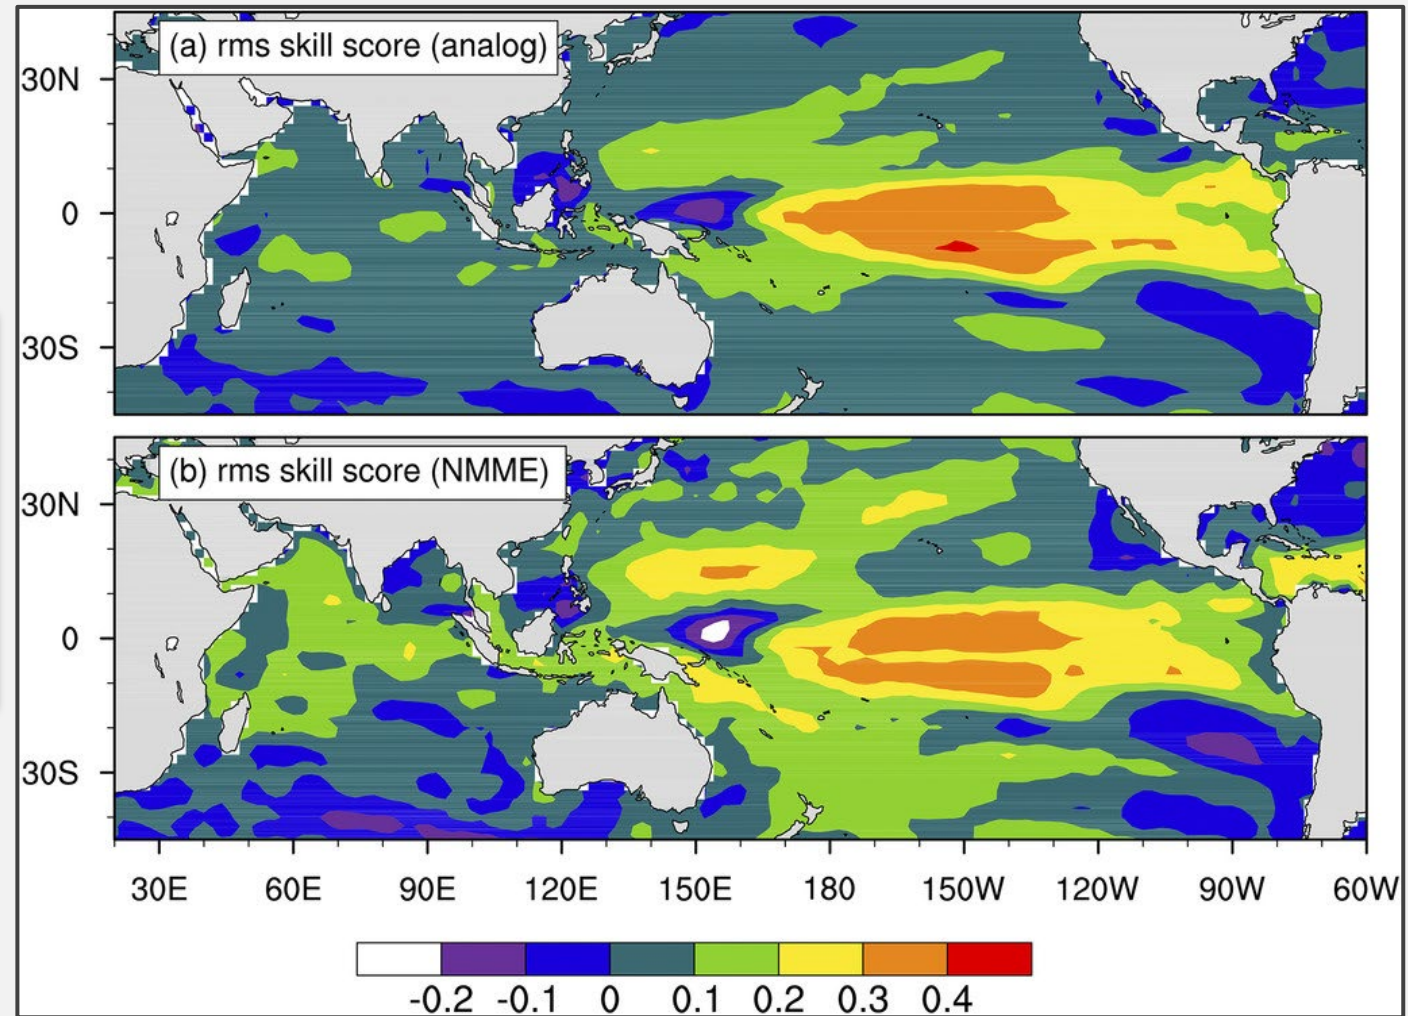 (a) rms skill score (analog)
30N
0
30S
(b) rms skill score (NMME)
30N
0
30S
30E 60E 90E 120E 150E 180 150W 120W 90W 60W
-0.2 -0.1 0 0.1 0.2 0.3 0.4